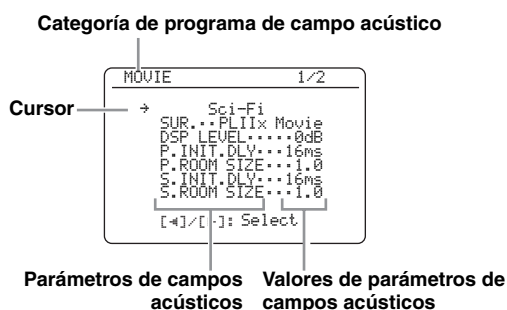 Categoría de programa de campo acústico
MOVIE 1/2
Cursor → Sci-Fi
SUR.··PLIIx Movie
DSP LEVEL·····0dB
P.INIT.DLY···16ms
P.ROOM SIZE···1.0
S.INIT.DLY···16ms
S.ROOM SIZE···1.0
[◀]/[▶]: Select
Parámetros de campos acústicos
Valores de parámetros de campos acústicos